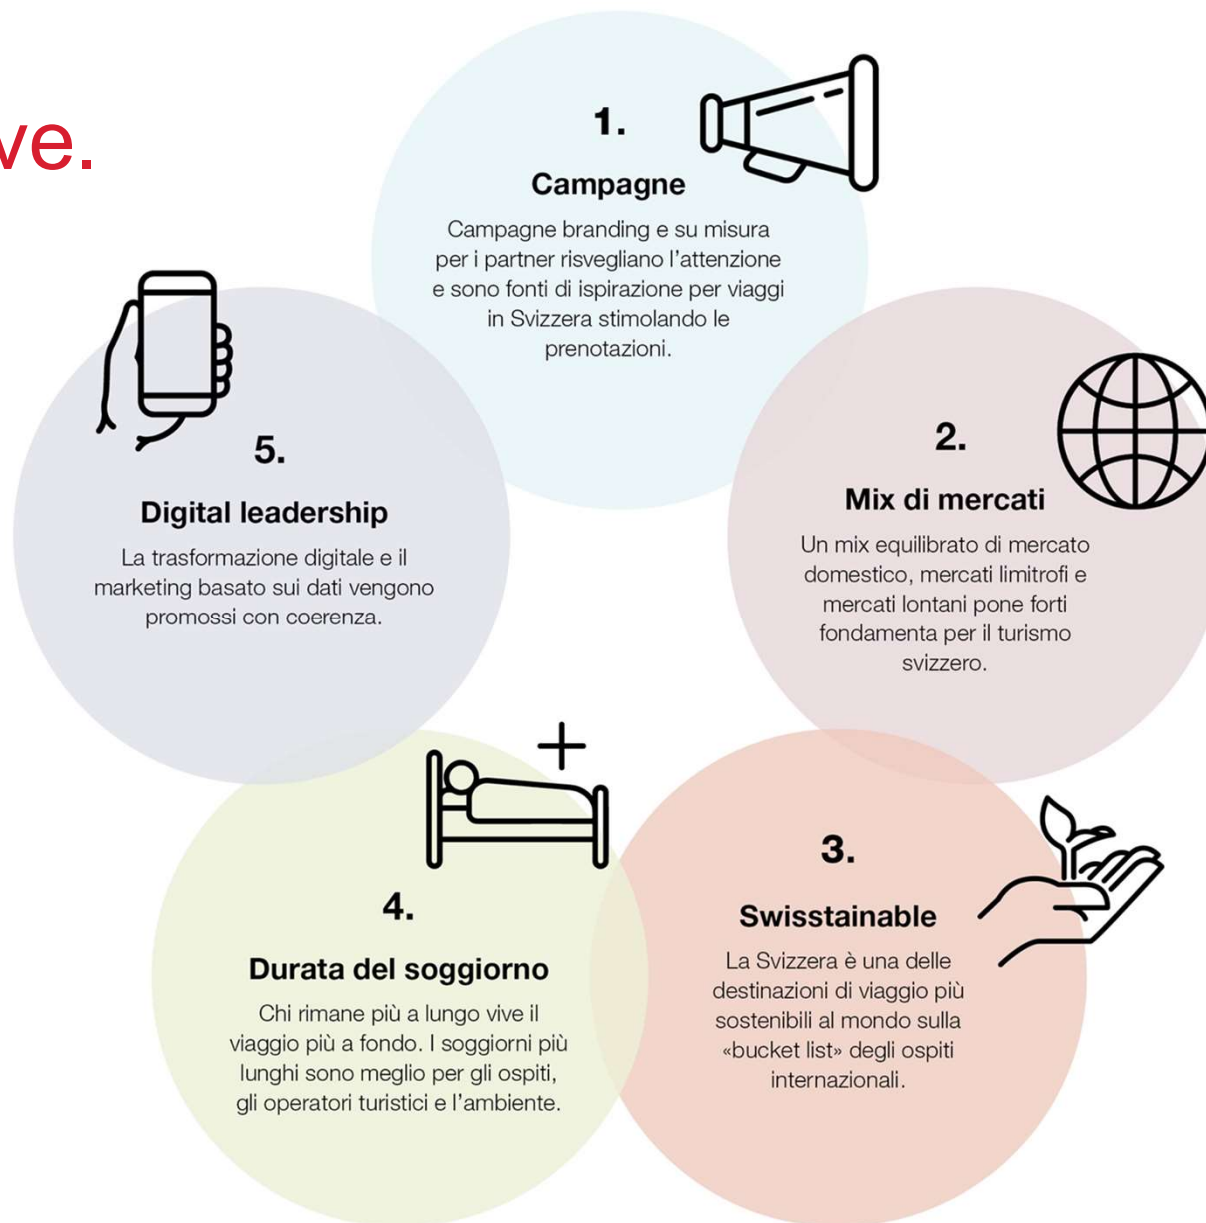 ve.
1.
Campagne
Campagne branding e su misura
per i partner risvegliano l’attenzione
e sono fonti di ispirazione per viaggi
in Svizzera stimolando le
prenotazioni.
2.
Mix di mercati
Un mix equilibrato di mercato
domestico, mercati limitrofi e
mercati lontani pone forti
fondamenta per il turismo
svizzero.
3.
Swisstainable
La Svizzera è una delle
destinazioni di viaggio più
sostenibili al mondo sulla
«bucket list» degli ospiti
internazionali.
4.
Durata del soggiorno
Chi rimane più a lungo vive il
viaggio più a fondo. I soggiorni più
lunghi sono meglio per gli ospiti,
gli operatori turistici e l’ambiente.
5.
Digital leadership
La trasformazione digitale e il
marketing basato sui dati vengono
promossi con coerenza.